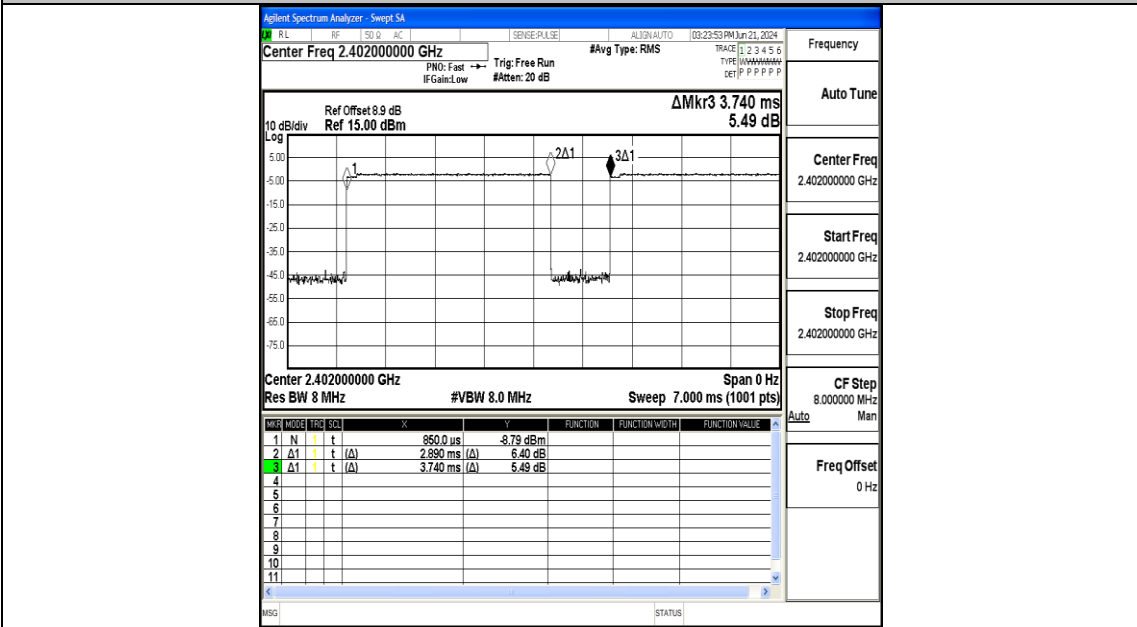 Agilent Spectrum Analyzer - Swept SA
RL RF 50 Ω AC SENSE:PULSE ALIGN AUTO 03:23:53 PM Jun 21, 2024
Center Freq 2.402000000 GHz
#Avg Type: RMS
TRACE 1 2 3 4 5 6
TYPE
DET P P P P P P
PNO: Fast
IFGain:Low
Trig: Free Run
#Atten: 20 dB
Frequency
Auto Tune
Center Freq
2.402000000 GHz
Start Freq
2.402000000 GHz
Stop Freq
2.402000000 GHz
CF Step
8.000000 MHz
Auto Man
Freq Offset
0 Hz
ΔMkr3 3.740 ms
5.49 dB
Ref Offset 8.9 dB
Ref 15.00 dBm
10 dB/div
Log
1
2Δ1
3Δ1
5.00
-5.00
-15.0
-25.0
-35.0
-45.0
-55.0
-65.0
-75.0
Center 2.402000000 GHz Span 0 Hz
Res BW 8 MHz #VBW 8.0 MHz Sweep 7.000 ms (1001 pts)
MKR MODE TRC SCL X Y FUNCTION FUNCTION WIDTH FUNCTION VALUE
1 N 1 t 850.0 us -8.79 dBm
2 Δ1 1 t (Δ) 2.890 ms (Δ) 6.40 dB
3 Δ1 1 t (Δ) 3.740 ms (Δ) 5.49 dB
4
5
6
7
8
9
10
11
MSG STATUS